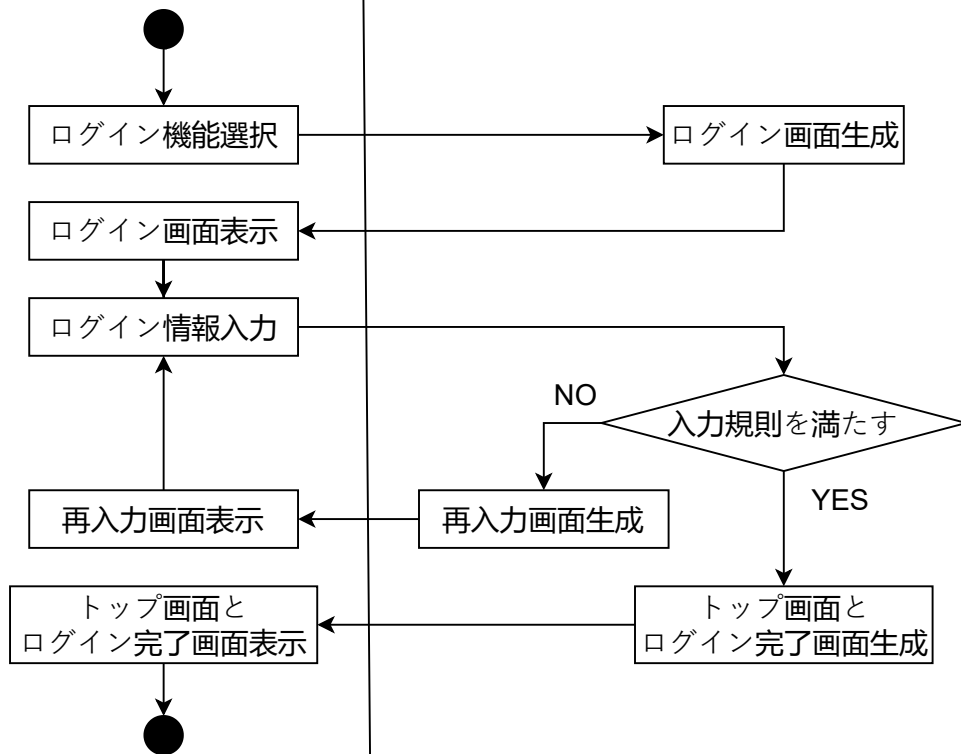 ログイン機能選択
ログイン画面生成
ログイン画面表示
ログイン情報入力
NO
入力規則を満たす
YES
再入力画面表示
再入力画面生成
トップ画面と
ログイン完了画面表示
トップ画面と
ログイン完了画面生成